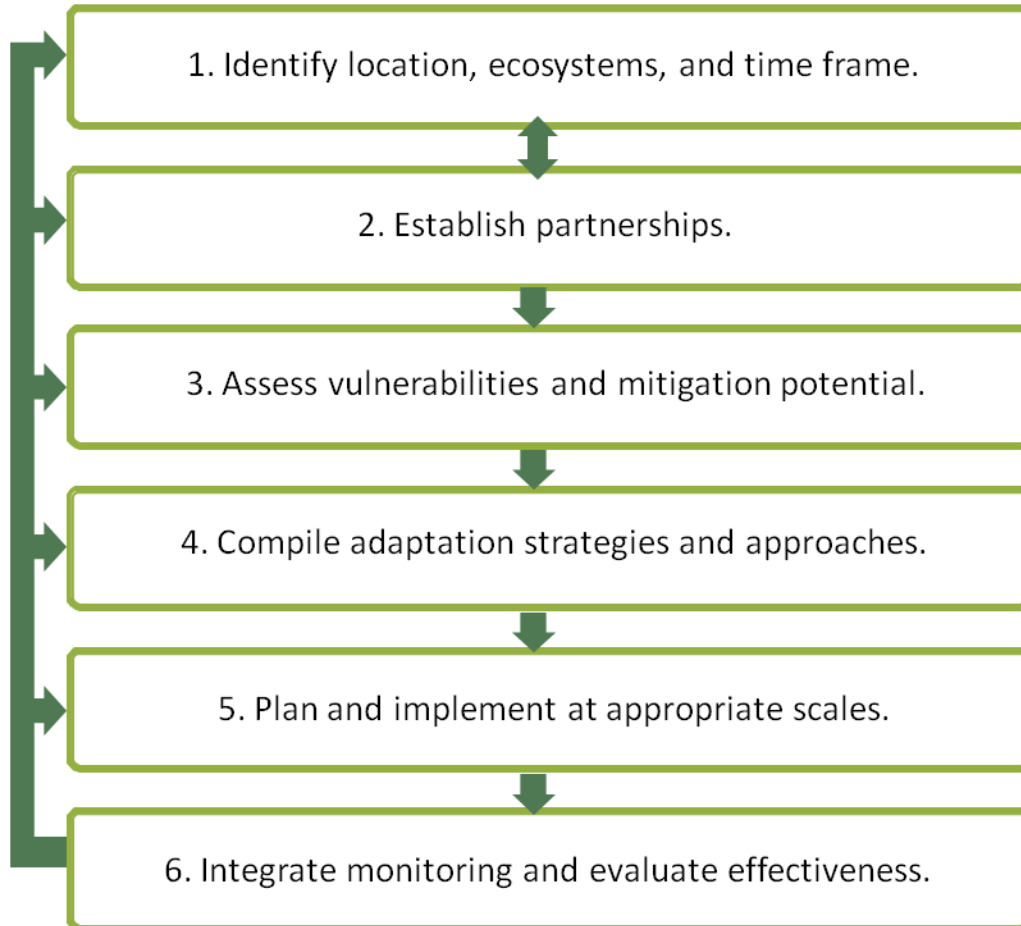 1. Identify location, ecosystems, and time frame.
2. Establish partnerships.
3. Assess vulnerabilities and mitigation potential.
4. Compile adaptation strategies and approaches.
5. Plan and implement at appropriate scales.
6. Integrate monitoring and evaluate effectiveness.